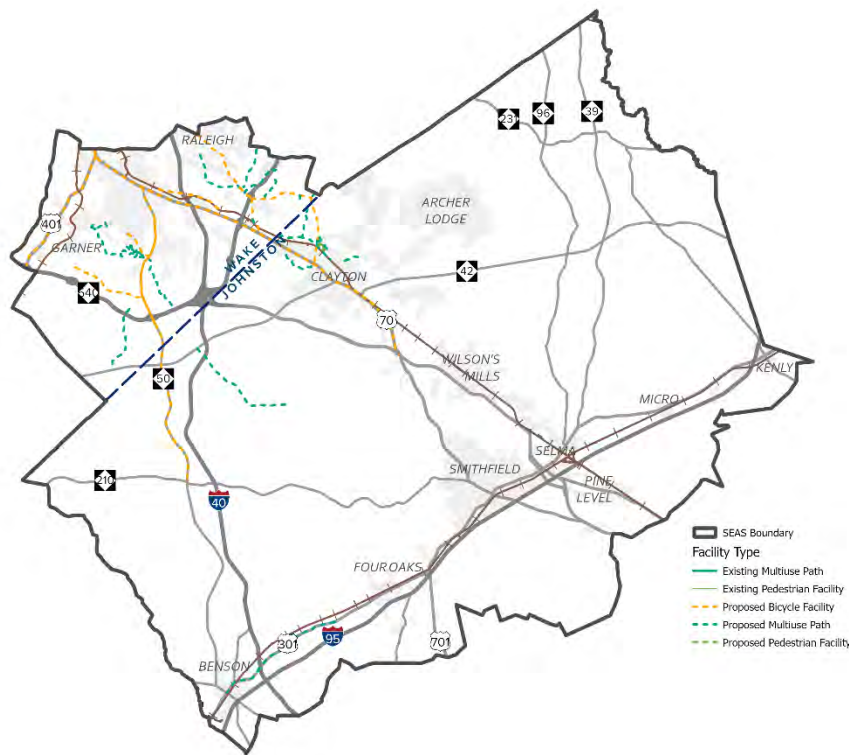 RALEIGH
231
96
39
401
GARNER
ARCHER
LODGE
WAKE
JOHNSTON
CLAYTON
42
540
70
50
WILSON'S
MILLS
KENLY
MICRO
SELMA
SMITHFIELD
PINE
LEVEL
210
40
FOUR OAKS
301
95
701
BENSON
SEAS Boundary
Facility Type
Existing Multiuse Path
Existing Pedestrian Facility
Proposed Bicycle Facility
Proposed Multiuse Path
Proposed Pedestrian Facility